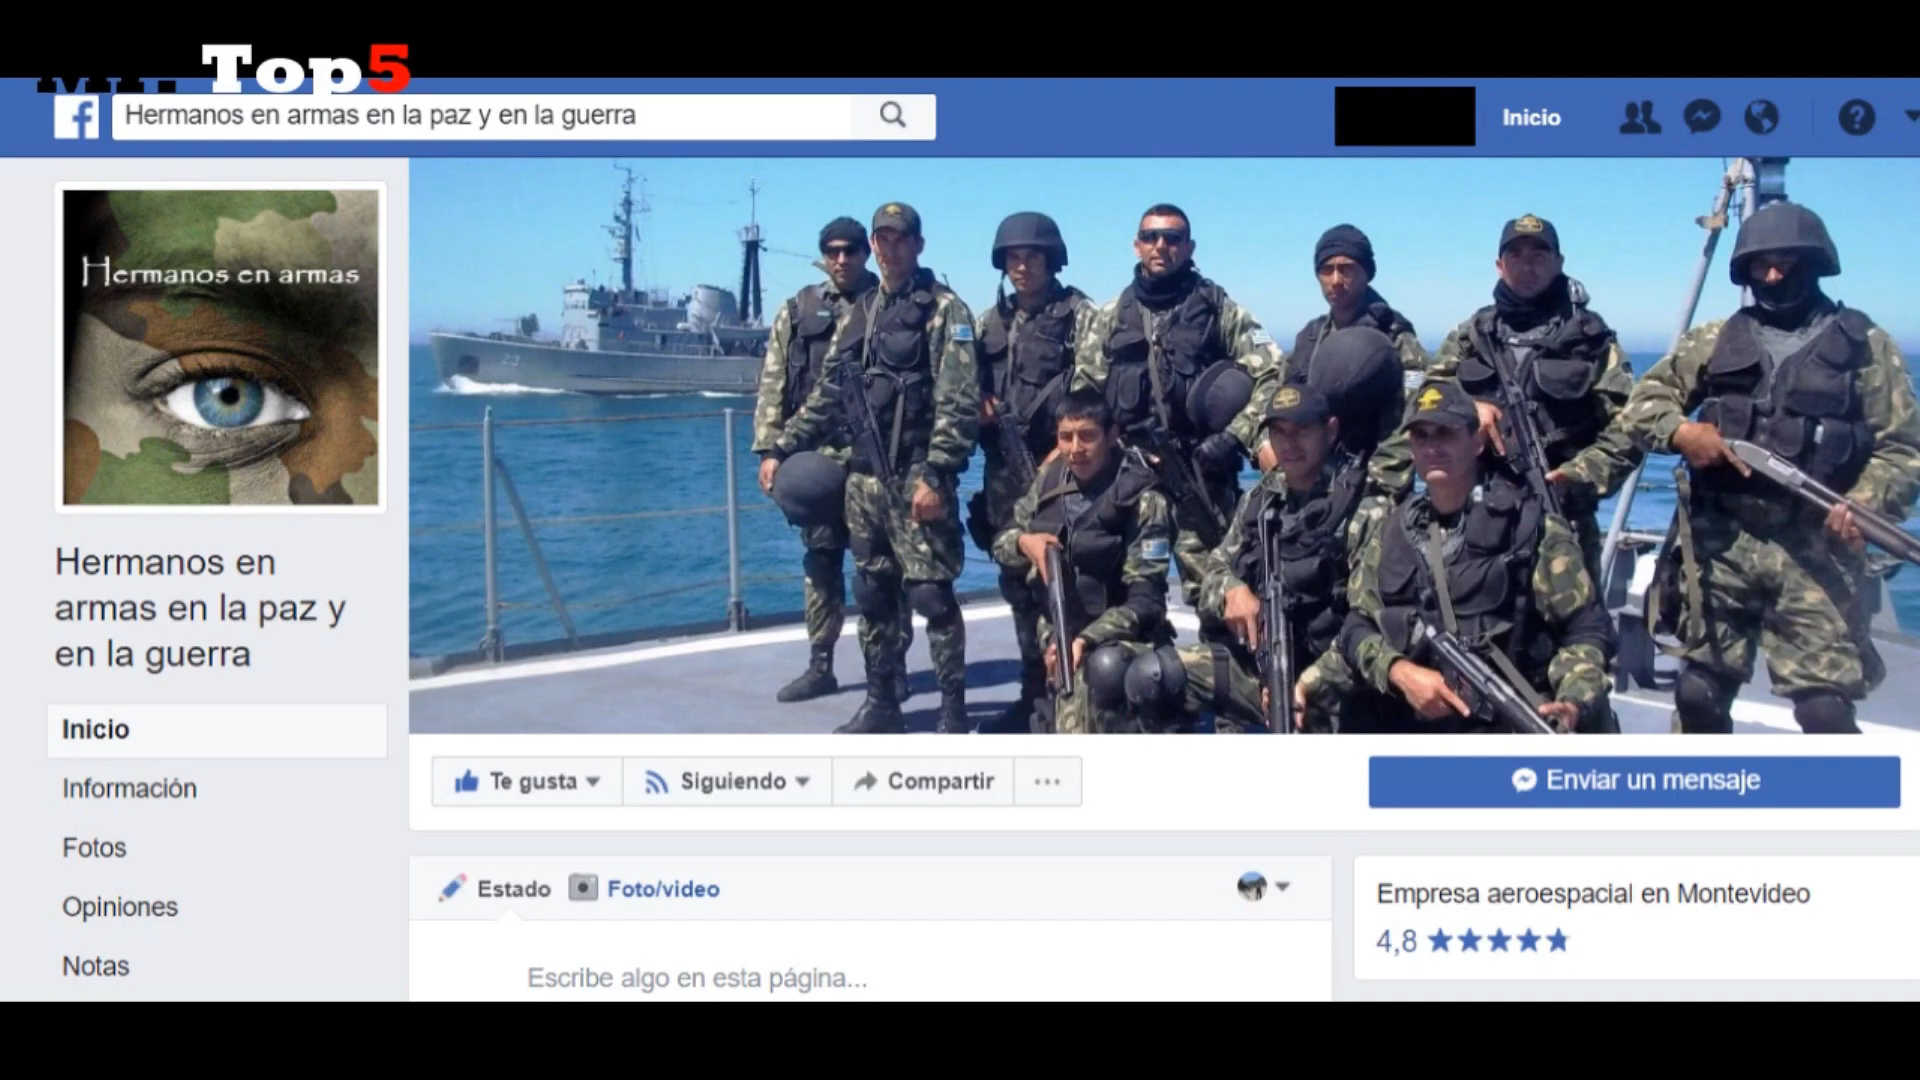 Mr. Top5
Hermanos en armas en la paz y en la guerra
Inicio
Hermanos en armas
23
Hermanos en
armas en la paz y
en la guerra
Inicio
Información
Fotos
Opiniones
Notas
Te gusta
Siguiendo
Compartir
Enviar un mensaje
Estado
Foto/video
Escribe algo en esta página...
Empresa aeroespacial en Montevideo
4,8